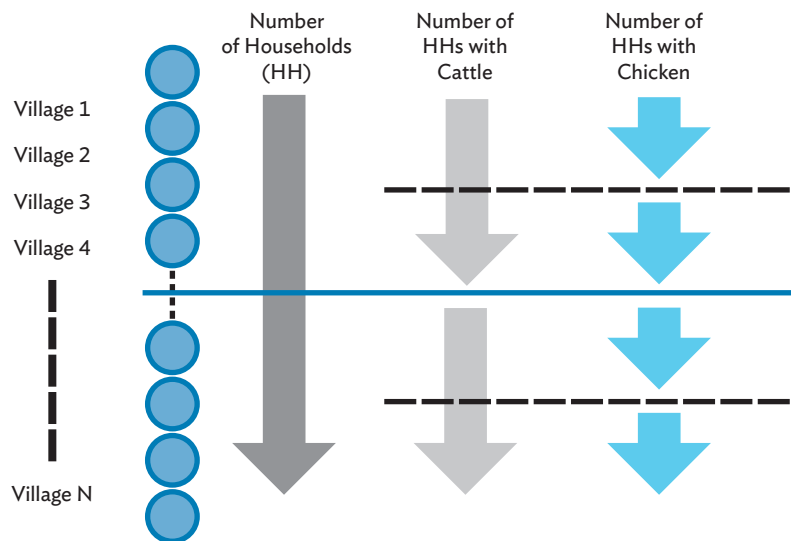 Number
of Households
(HH)
Number of
HHs with
Cattle
Number of
HHs with
Chicken
Village 1
Village 2
Village 3
Village 4
Village N